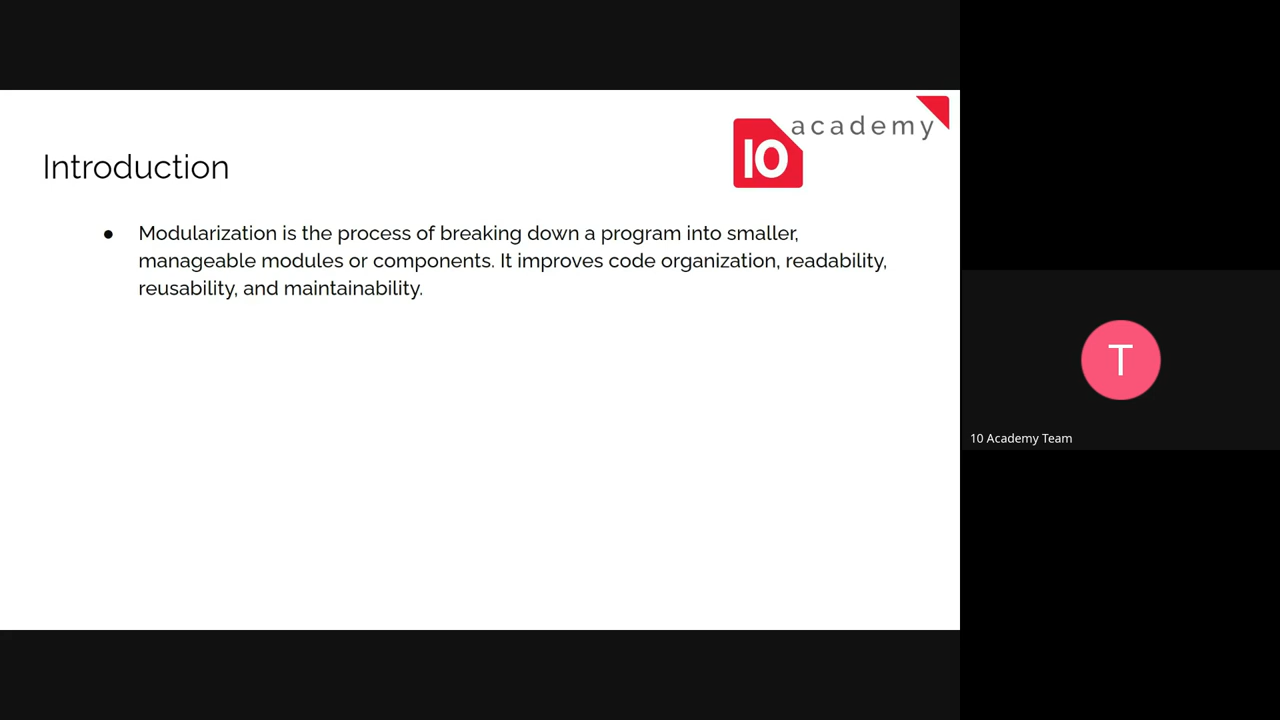 10 academy
Introduction
● Modularization is the process of breaking down a program into smaller,
manageable modules or components. It improves code organization, readability,
reusability, and maintainability.
T
10 Academy Team